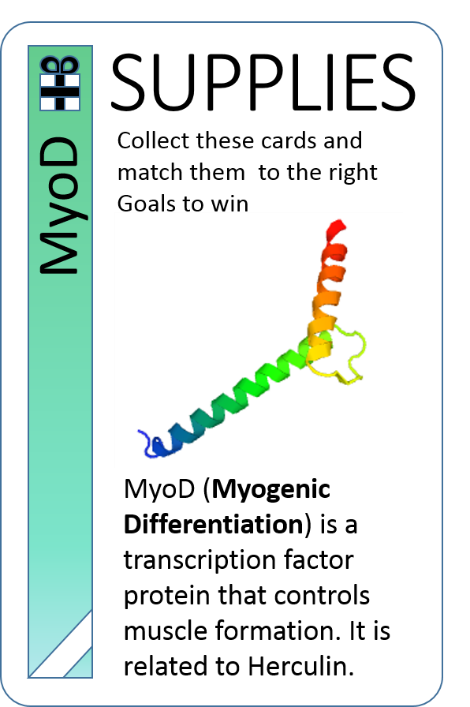 MyoD
SUPPLIES
Collect these cards and
match them to the right
Goals to win
MyoD (Myogenic
Differentiation) is a
transcription factor
protein that controls
muscle formation. It is
related to Herculin.